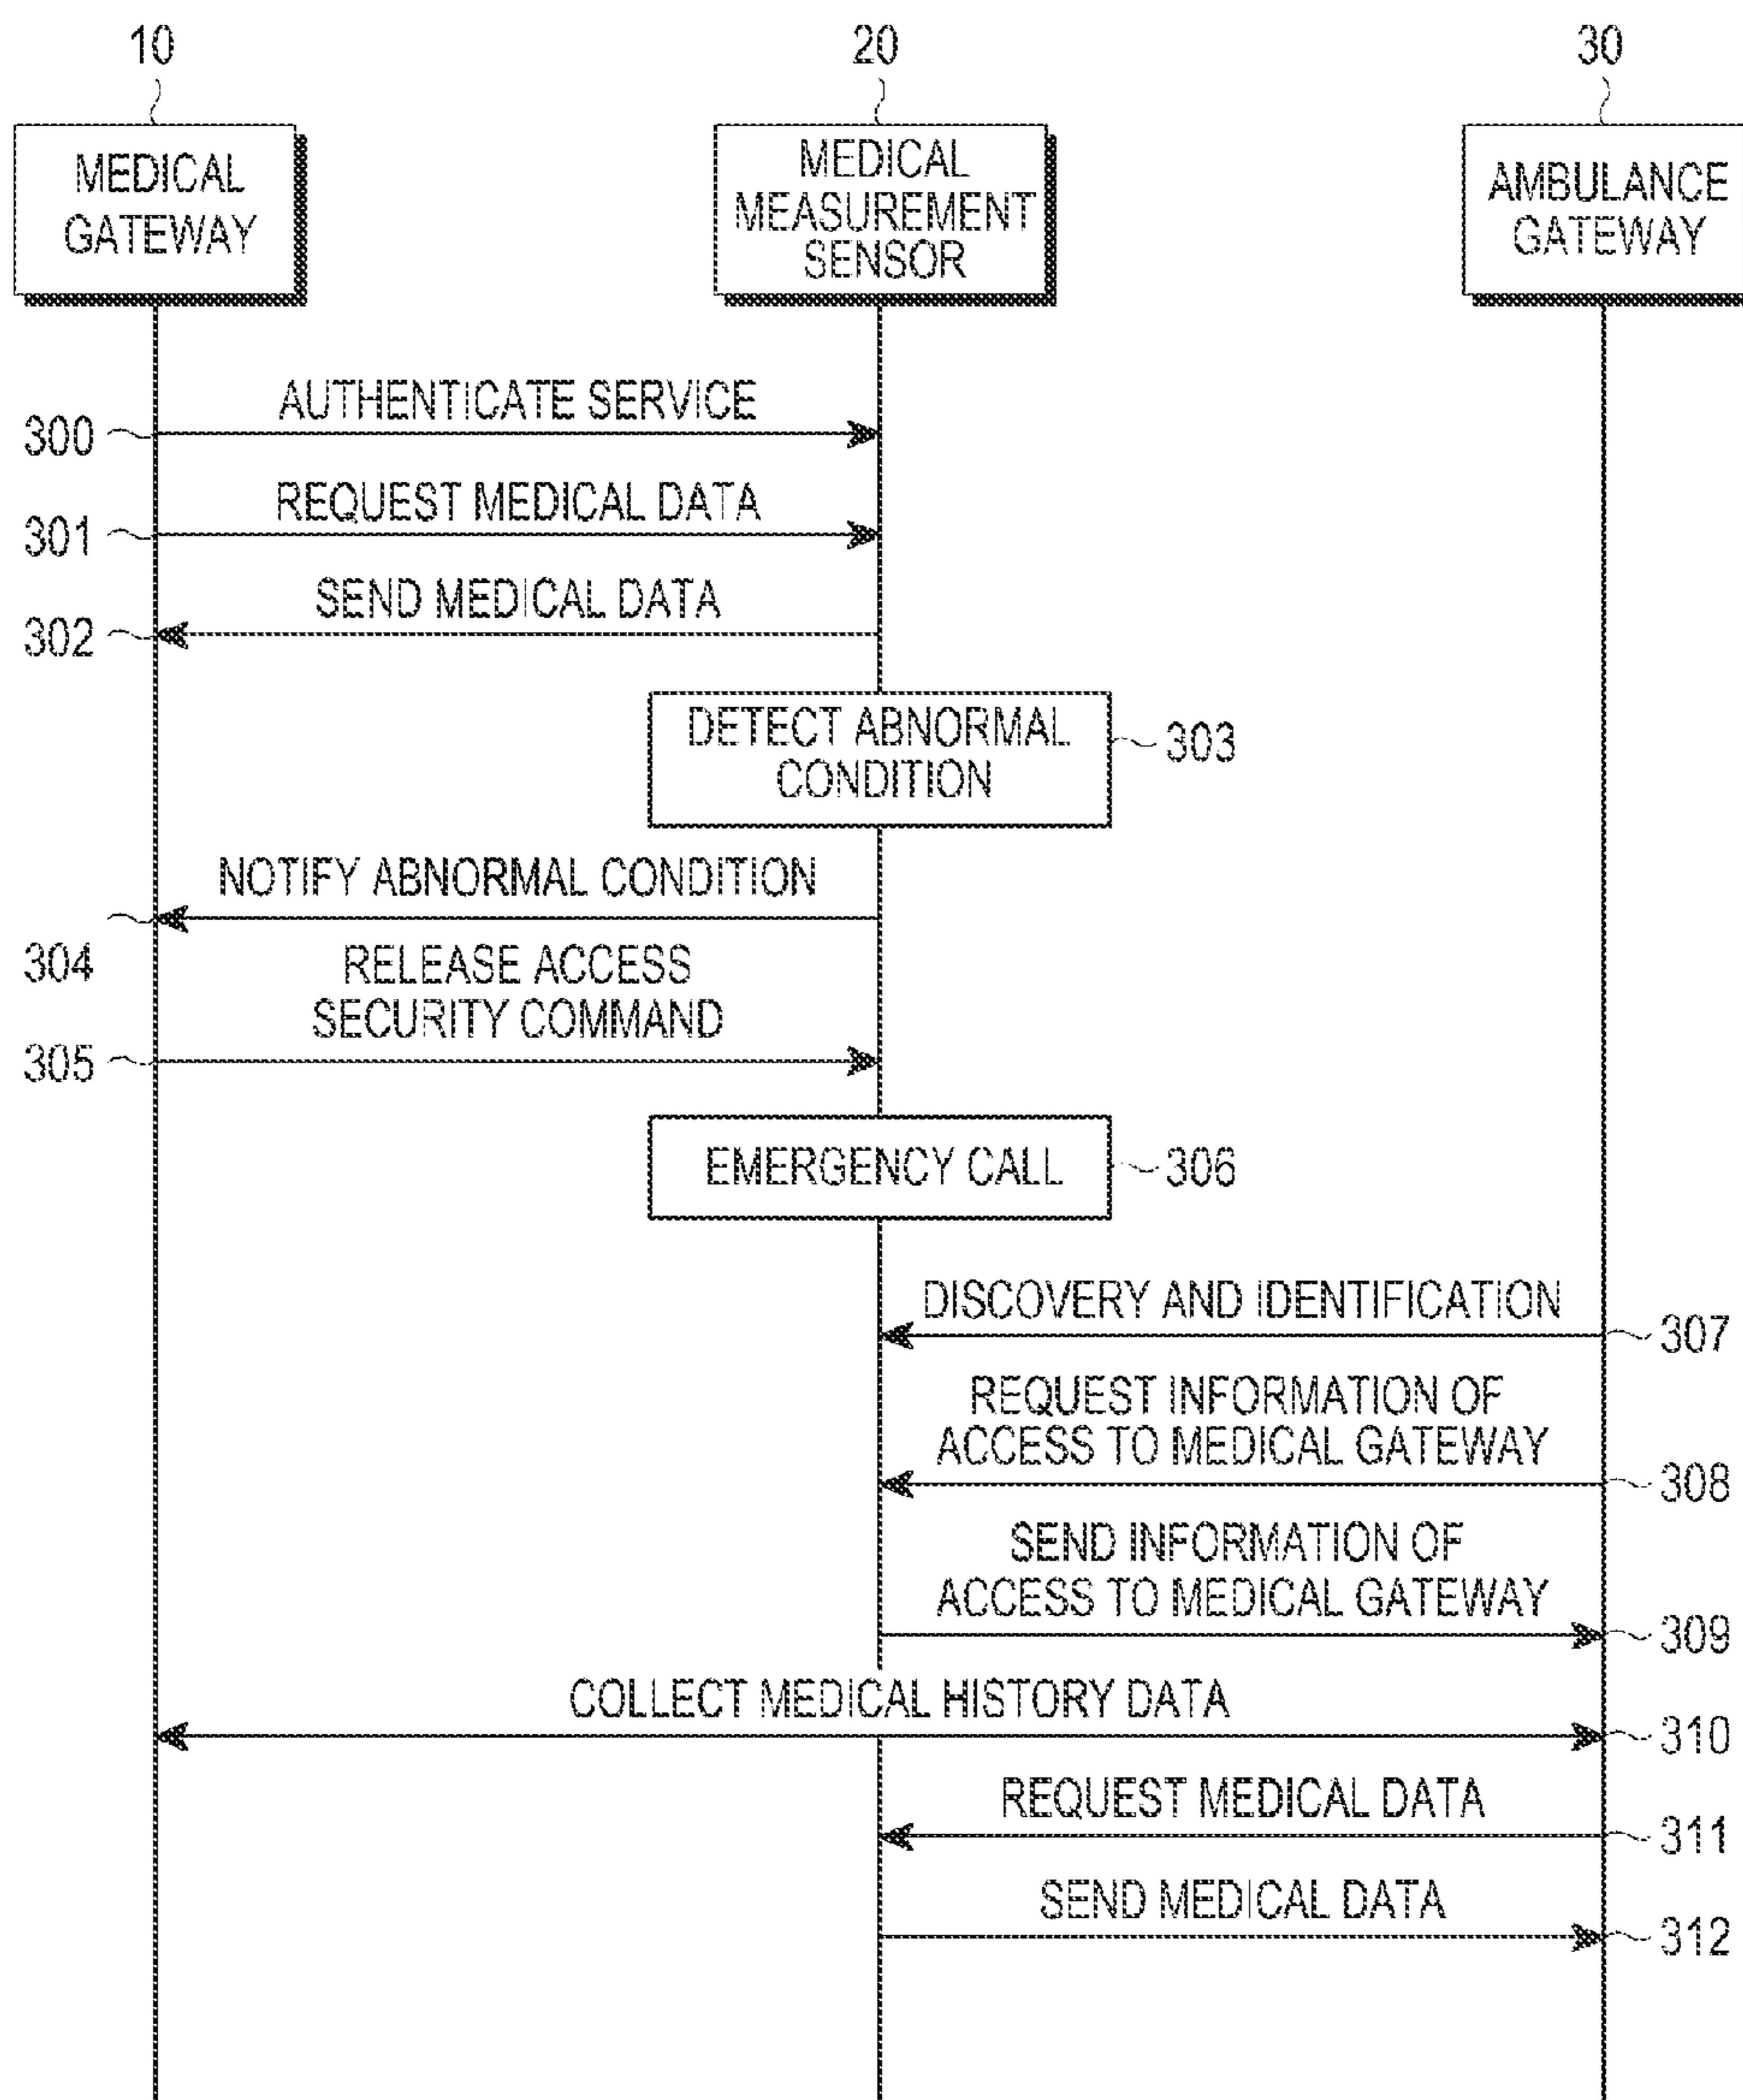 10
20
30
MEDICAL
GATEWAY
MEDICAL
MEASUREMENT
SENSOR
AMBULANCE
GATEWAY
AUTHENTICATE SERVICE
300
REQUEST MEDICAL DATA
301
SEND MEDICAL DATA
302
DETECT ABNORMAL
CONDITION
303
NOTIFY ABNORMAL CONDITION
304
RELEASE ACCESS
SECURITY COMMAND
305
EMERGENCY CALL
306
DISCOVERY AND IDENTIFICATION
307
REQUEST INFORMATION OF
ACCESS TO MEDICAL GATEWAY
308
SEND INFORMATION OF
ACCESS TO MEDICAL GATEWAY
309
COLLECT MEDICAL HISTORY DATA
310
REQUEST MEDICAL DATA
311
SEND MEDICAL DATA
312